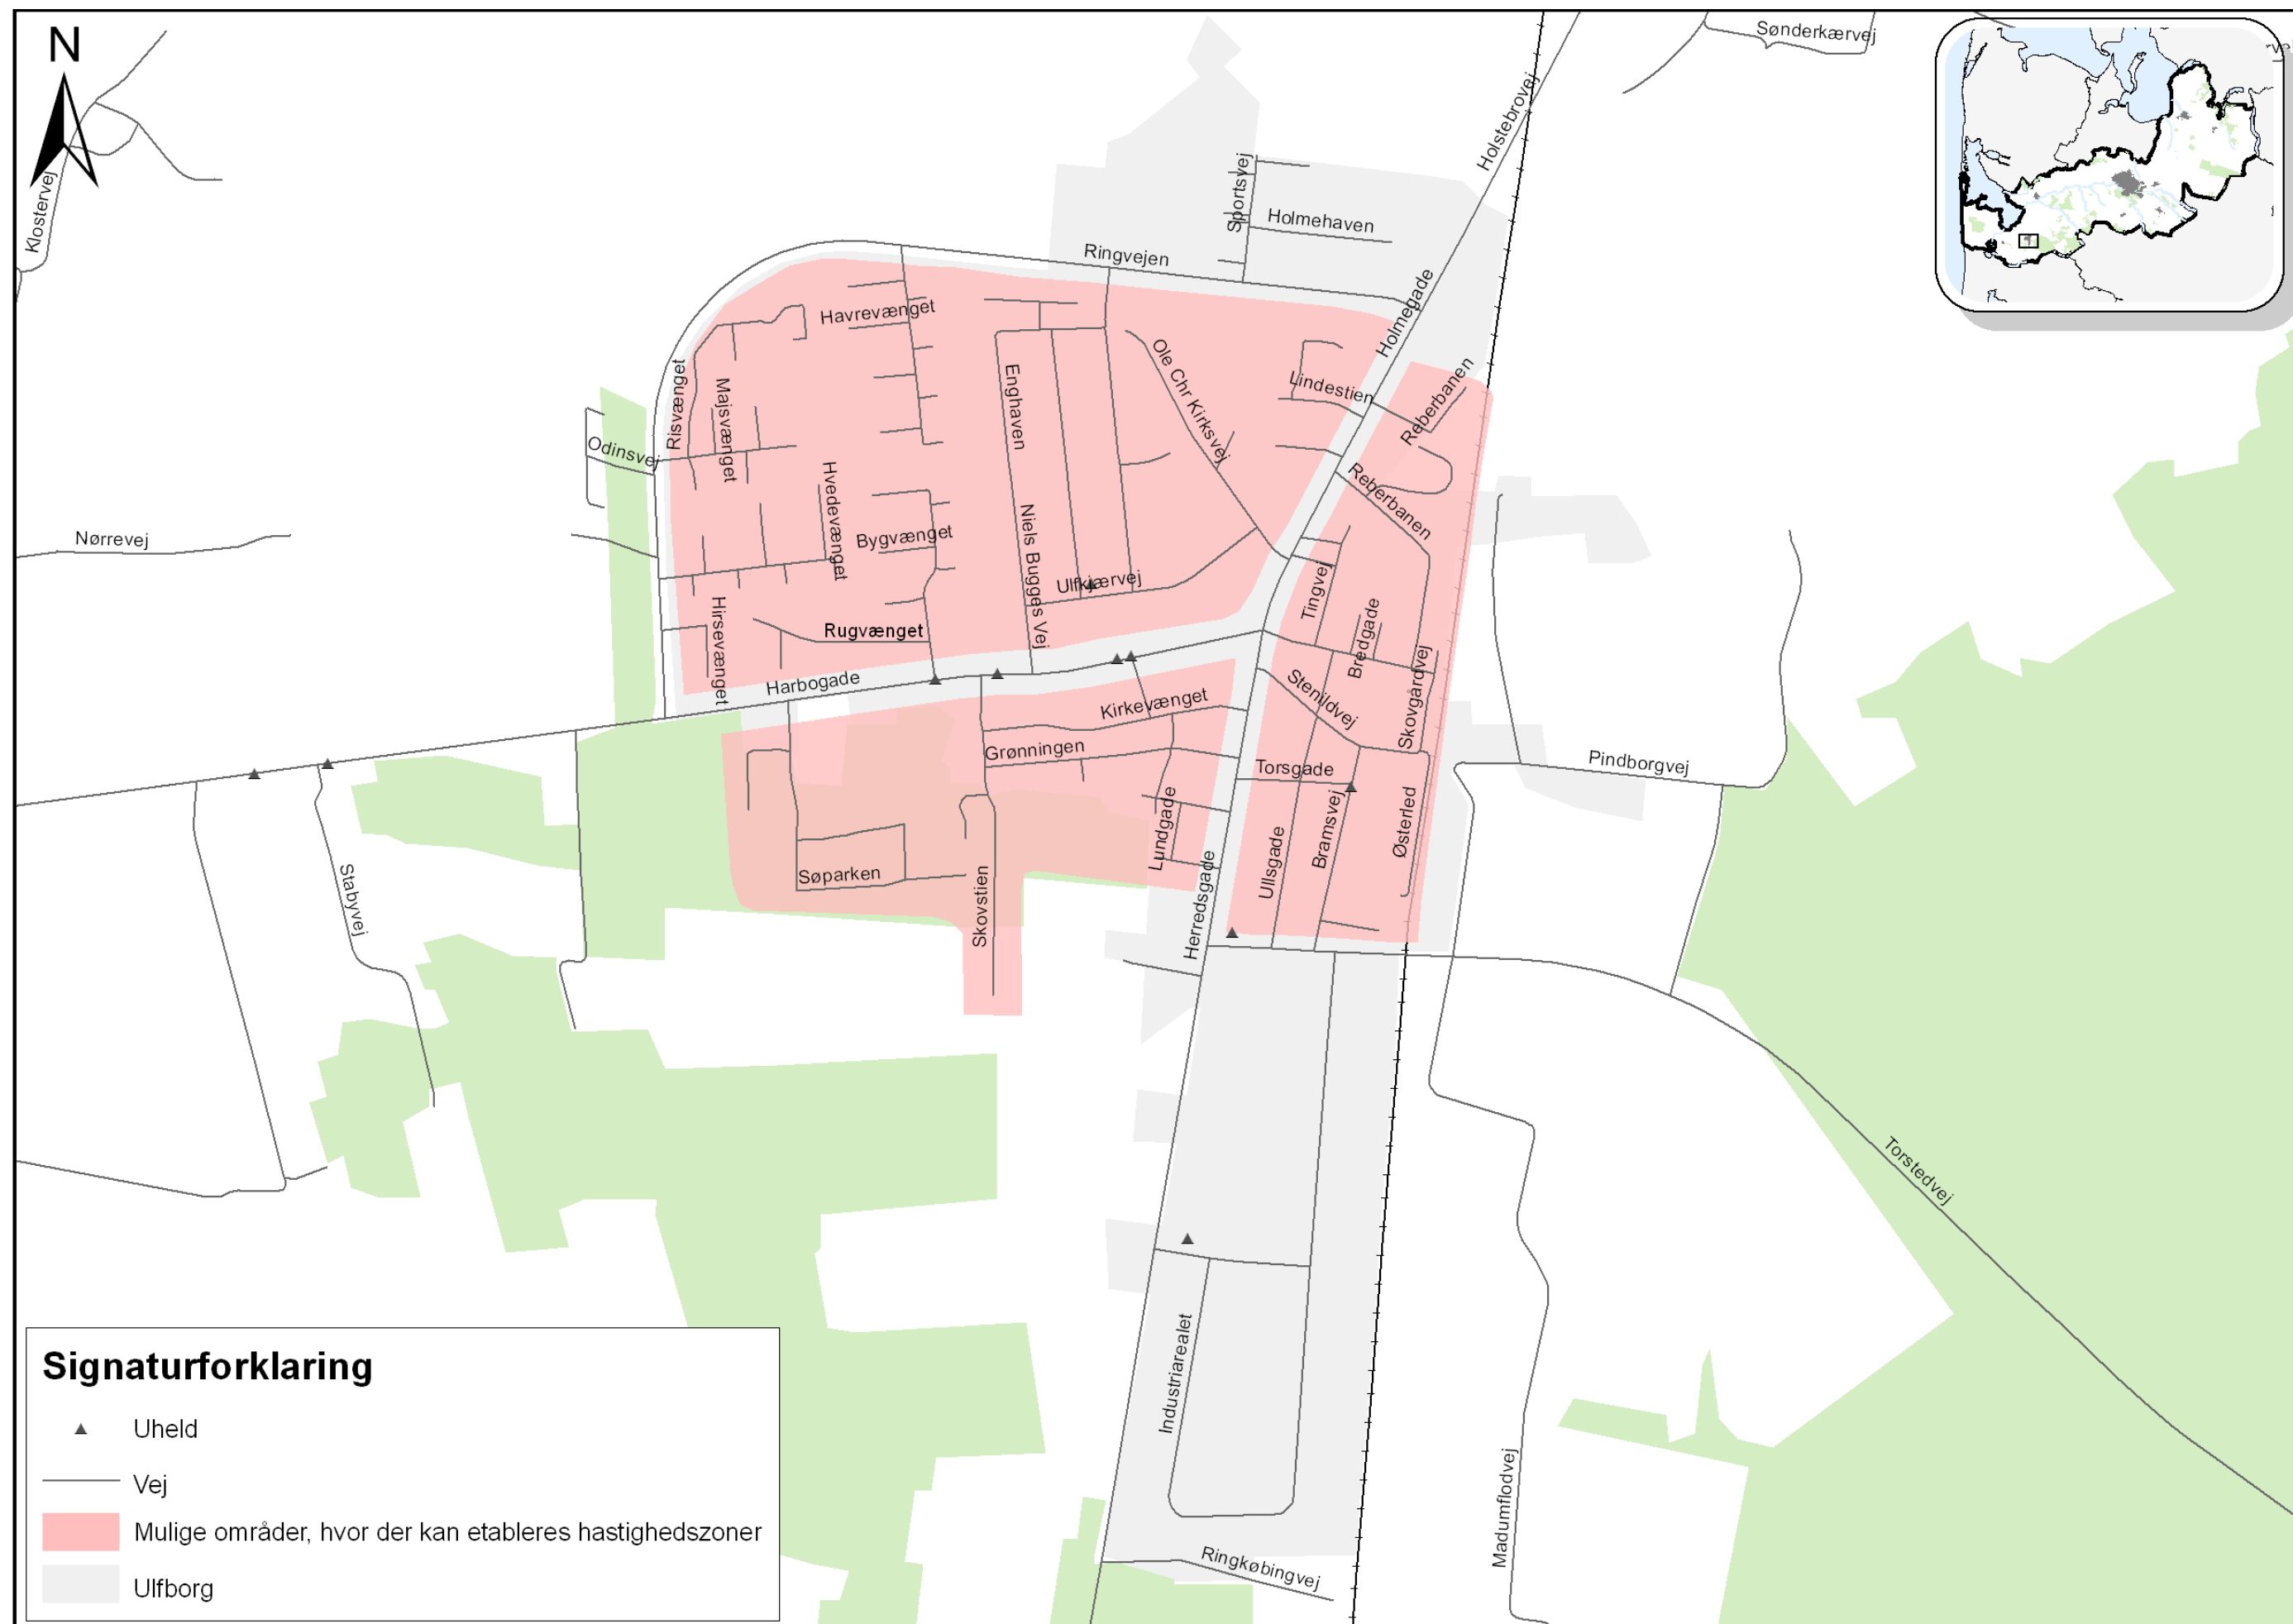 N
Sønderkærvej
Klostervej
Holstebrovej
Sportsvej
Holmehaven
Ringvejen
Holmegade
Havrevænget
Ole Chr Kirksvej
Risvænget
Majsvænget
Enghaven
Lindestien
Reberbanen
Odinsvej
Hvedevænget
Reberbanen
Nørrevej
Bygvænget
Niels Bugges Vej
Ulfkjærvej
Tingvej
Hirsevænget
Rugvænget
Bredgade
Harbogade
Stenildvej
Skovgårdvej
Kirkevænget
Grønningen
Torsgade
Pindborgvej
Lundgade
Bramsvej
Østerled
Ullsgade
Stabyvej
Søparken
Skovstien
Herredsgade
Torstedvej
Industriarealet
Madumflodvej
Ringkøbingvej
Signaturforklaring
Uheld
Vej
Mulige områder, hvor der kan etableres hastighedszoner
Ulfborg